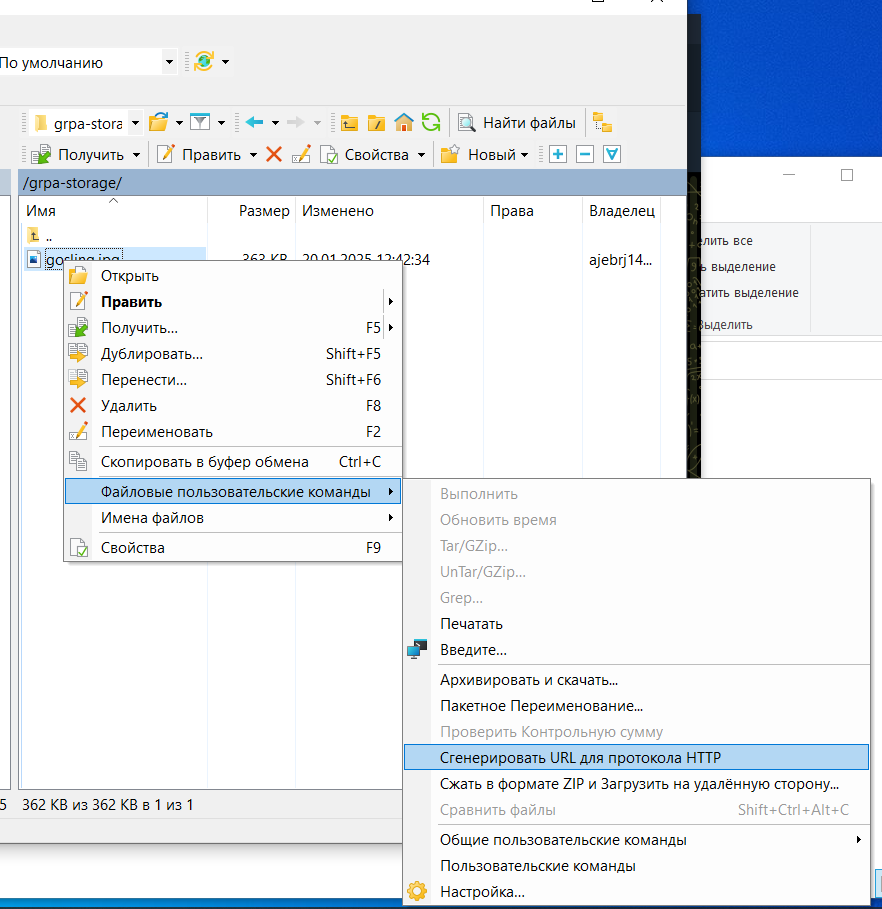 По умолчанию
grpa-stora
Найти файлы
Получить
Править
Свойства
Новый
/grpa-storage/
Имя
Размер
Изменено
Права
Владелец
..
gosling.jpg
363 KB
20.01.2025 12:42:34
ajebrj14...
елить все
ь выделение
атить выделение
Выделить
Открыть
Править
Получить...
F5
Дублировать...
Shift+F5
Перенести...
Shift+F6
Удалить
F8
Переименовать
F2
Скопировать в буфер обмена
Ctrl+C
Файловые пользовательские команды
Имена файлов
Свойства
F9
Выполнить
Обновить время
Tar/GZip...
UnTar/GZip...
Grep...
Печатать
Введите...
Архивировать и скачать...
Пакетное Переименование...
Проверить Контрольную сумму
Сгенерировать URL для протокола HTTP
Сжать в формате ZIP и Загрузить на удалённую сторону...
Сравнить файлы
Shift+Ctrl+Alt+C
Общие пользовательские команды
Пользовательские команды
Настройка...
5
362 KB из 362 KB в 1 из 1